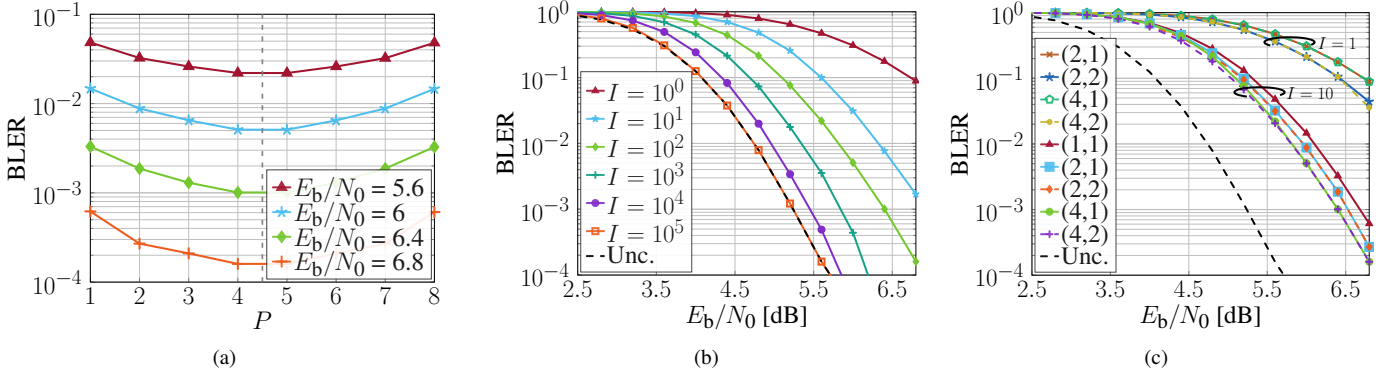 10^{-1}
10^{-2}
10^{-3}
10^{-4}
BLER
1 2 3 4 5 6 7 8
P
E_b/N_0 = 5.6
E_b/N_0 = 6
E_b/N_0 = 6.4
E_b/N_0 = 6.8
(a)
10^0
10^{-1}
10^{-2}
10^{-3}
10^{-4}
BLER
2.5 3.5 4.5 5.5 6.5
E_b/N_0 [dB]
I = 10^0
I = 10^1
I = 10^2
I = 10^3
I = 10^4
I = 10^5
Unc.
(b)
10^0
10^{-1}
10^{-2}
10^{-3}
10^{-4}
BLER
2.5 3.5 4.5 5.5 6.5
E_b/N_0 [dB]
(2,1)
(2,2)
(4,1)
(4,2)
(1,1)
(2,1)
(2,2)
(4,1)
(4,2)
Unc.
I = 1
I = 10
(c)